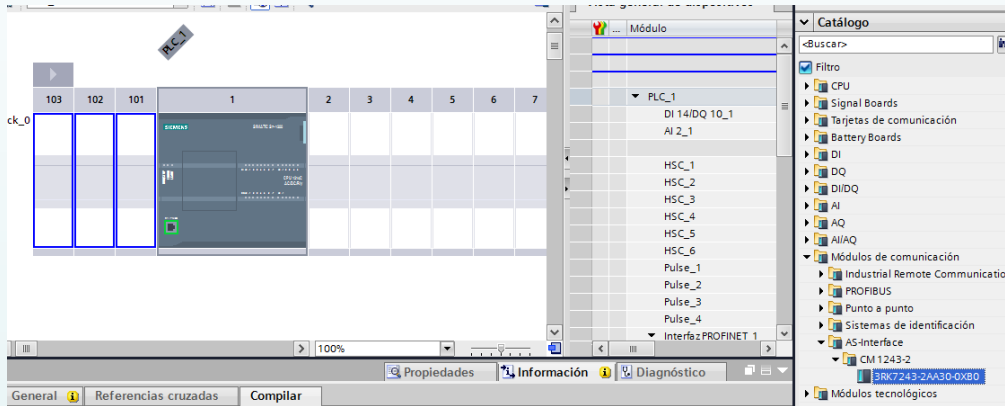 PLC_1
103 102 101 1 2 3 4 5 6 7
ck_0
SIEMENS
100%
Propiedades
Información
Diagnóstico
General
Referencias cruzadas
Compilar
... Módulo
PLC_1
DI 14/DQ 10_1
AI 2_1
HSC_1
HSC_2
HSC_3
HSC_4
HSC_5
HSC_6
Pulse_1
Pulse_2
Pulse_3
Pulse_4
Interfaz PROFINET_1
Catálogo
<Buscar>
Filtro
CPU
Signal Boards
Tarjetas de comunicación
Battery Boards
DI
DQ
DI/DQ
AI
AQ
AI/AQ
Módulos de comunicación
Industrial Remote Communicatio
PROFIBUS
Punto a punto
Sistemas de identificación
AS-Interface
CM 1243-2
3RK7243-2AA30-0XB0
Módulos tecnológicos